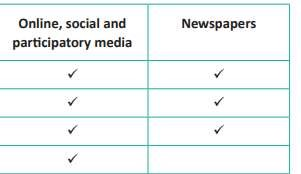 Online, social and Newspapers
participatory media
✓ ✓
✓ ✓
✓ ✓
✓